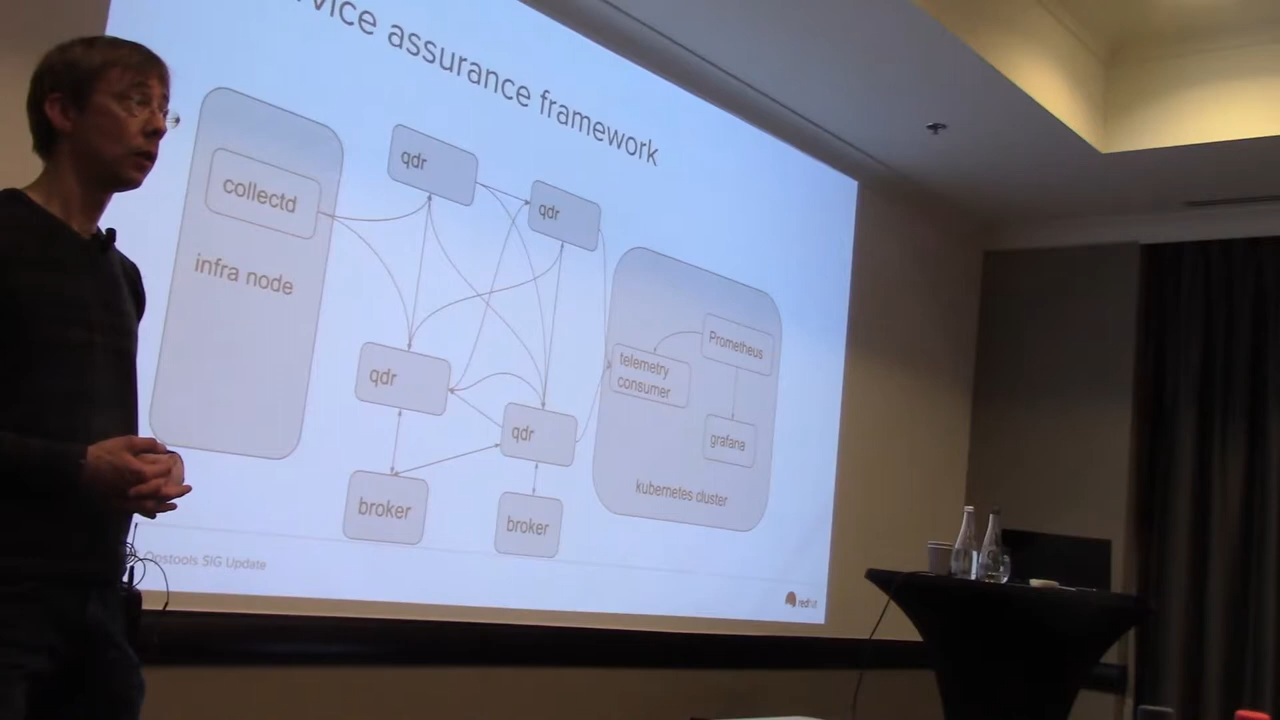 vice assurance framework
collectd
infra node
qdr
qdr
qdr
qdr
broker
broker
telemetry
consumer
Prometheus
grafana
kubernetes cluster
Opstools SIG Update
redhat